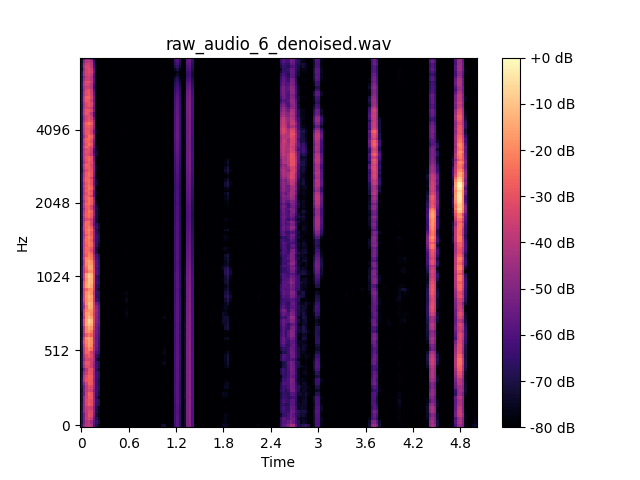 raw_audio_6_denoised.wav
Hz
4096
2048
1024
512
0
0 0.6 1.2 1.8 2.4 3 3.6 4.2 4.8
Time
+0 dB
-10 dB
-20 dB
-30 dB
-40 dB
-50 dB
-60 dB
-70 dB
-80 dB